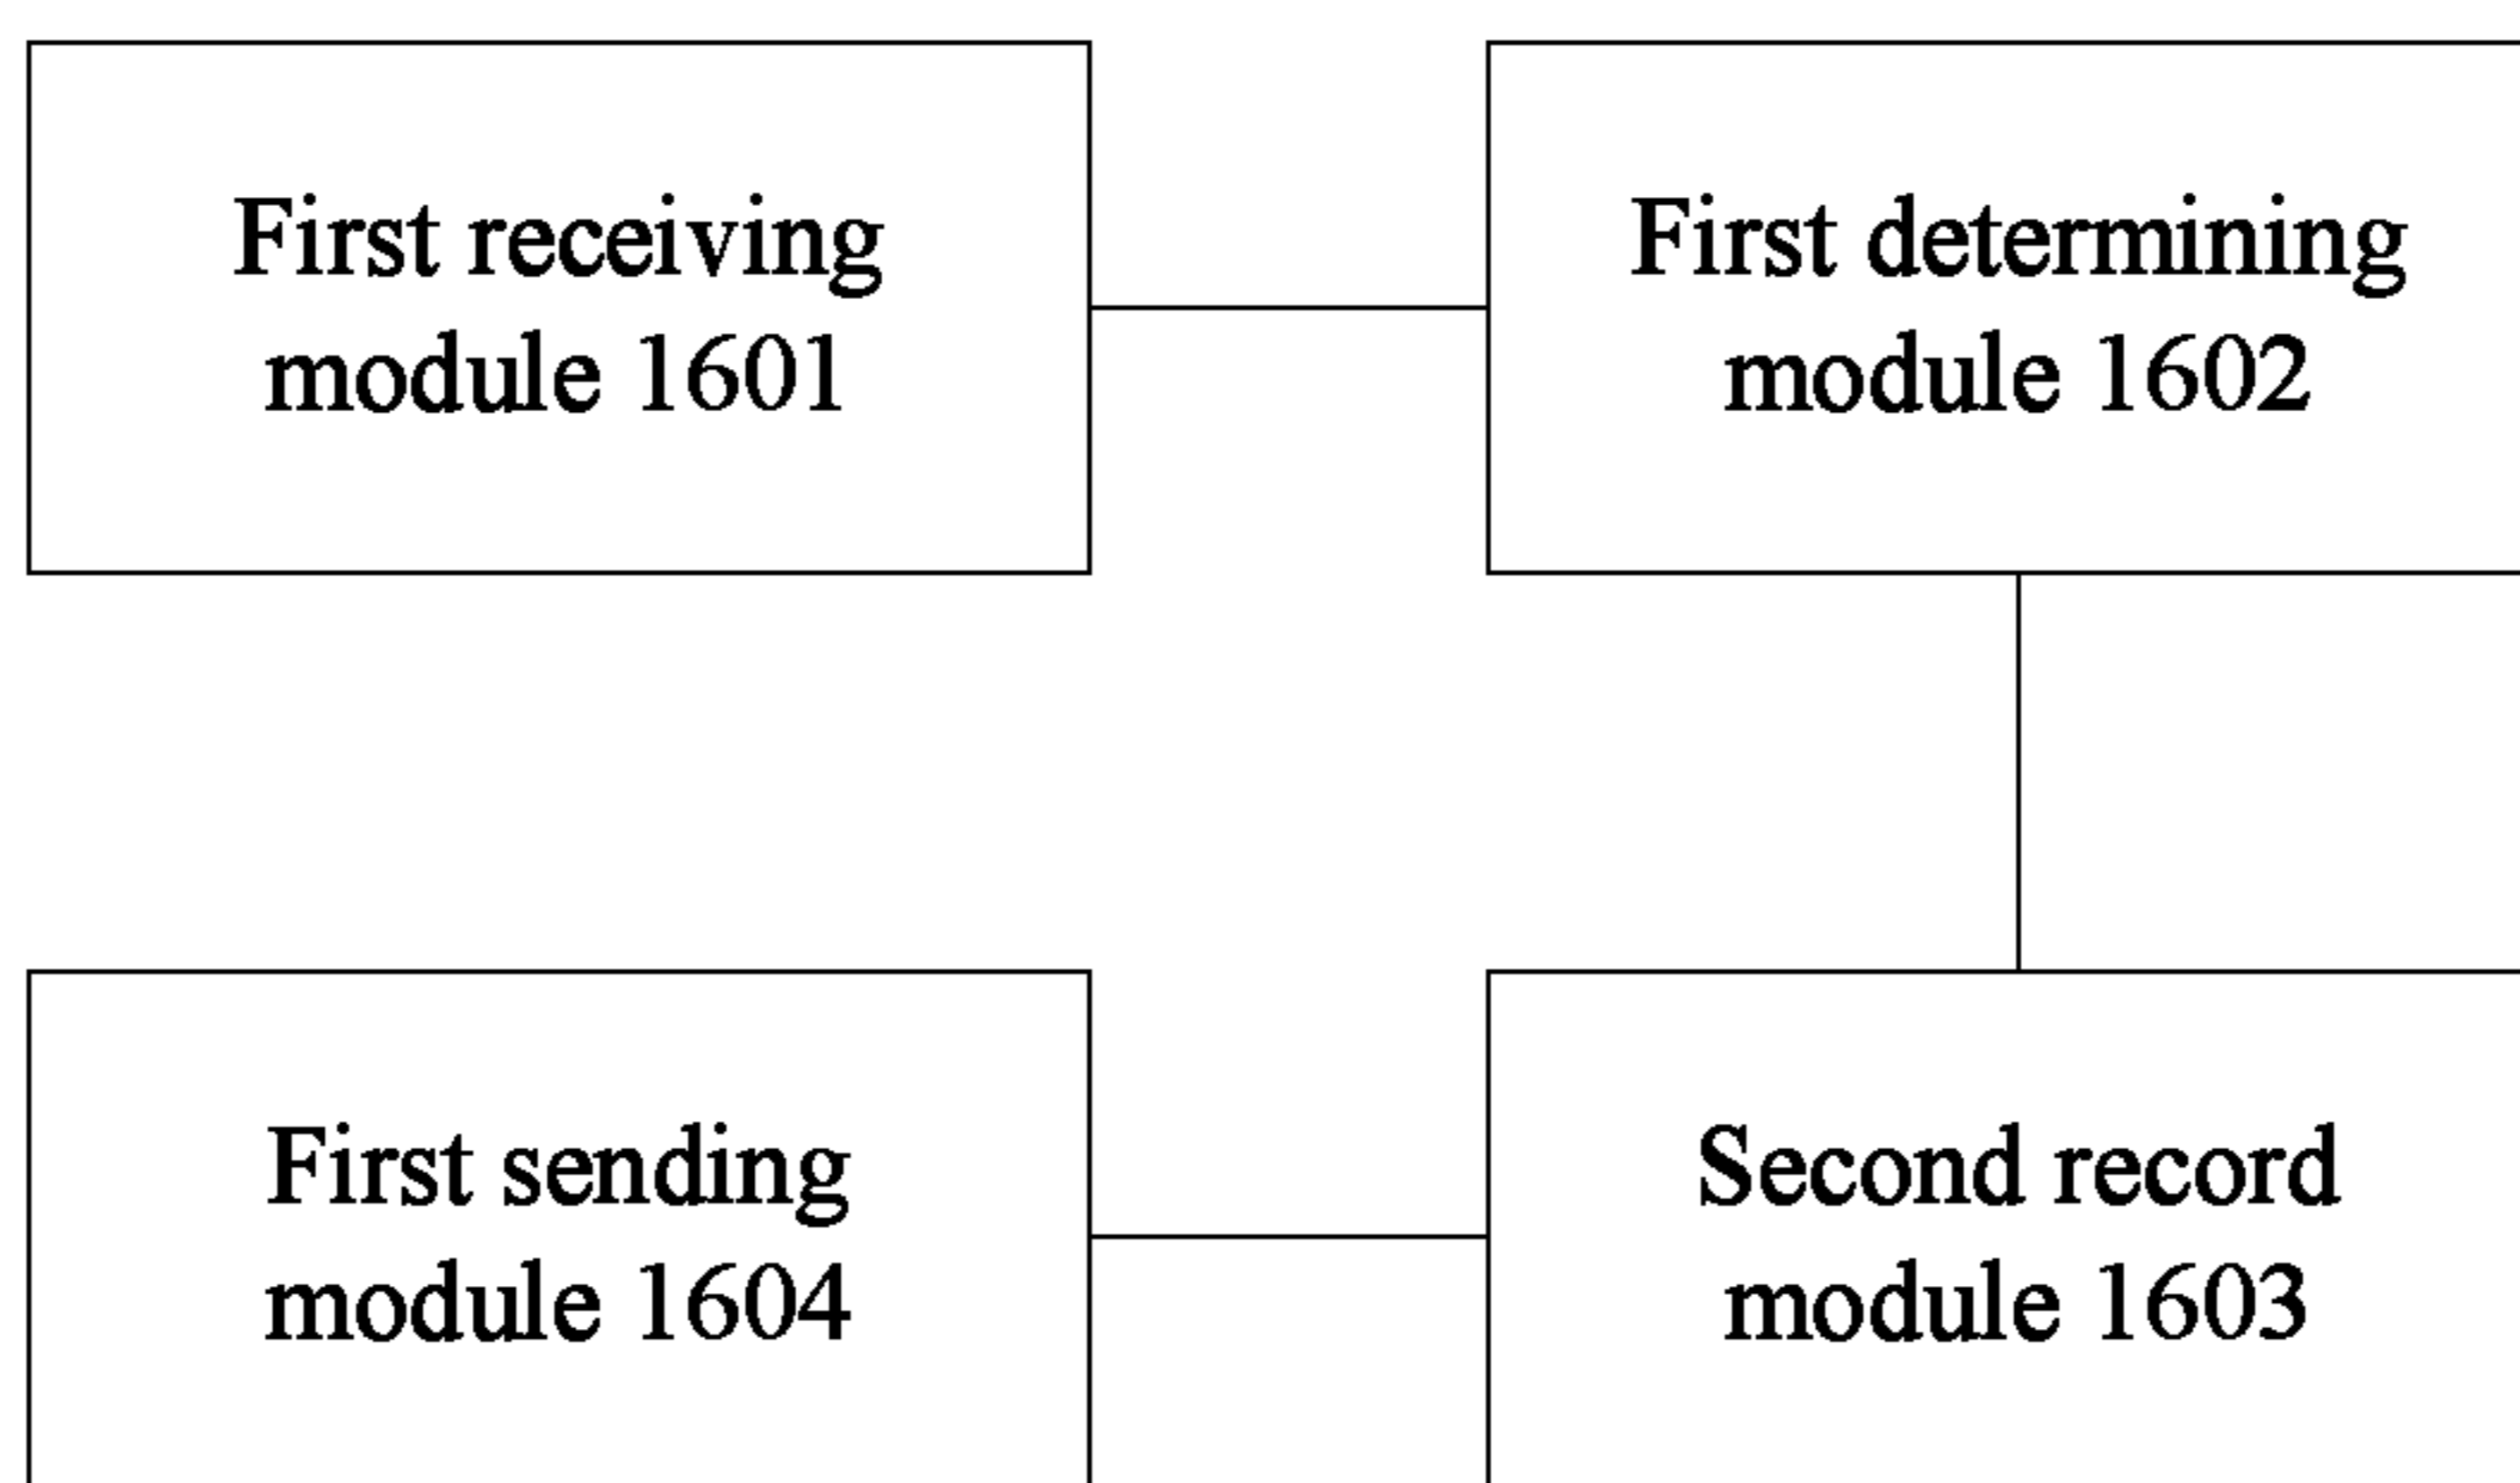 First receiving
module 1601
First determining
module 1602
First sending
module 1604
Second record
module 1603